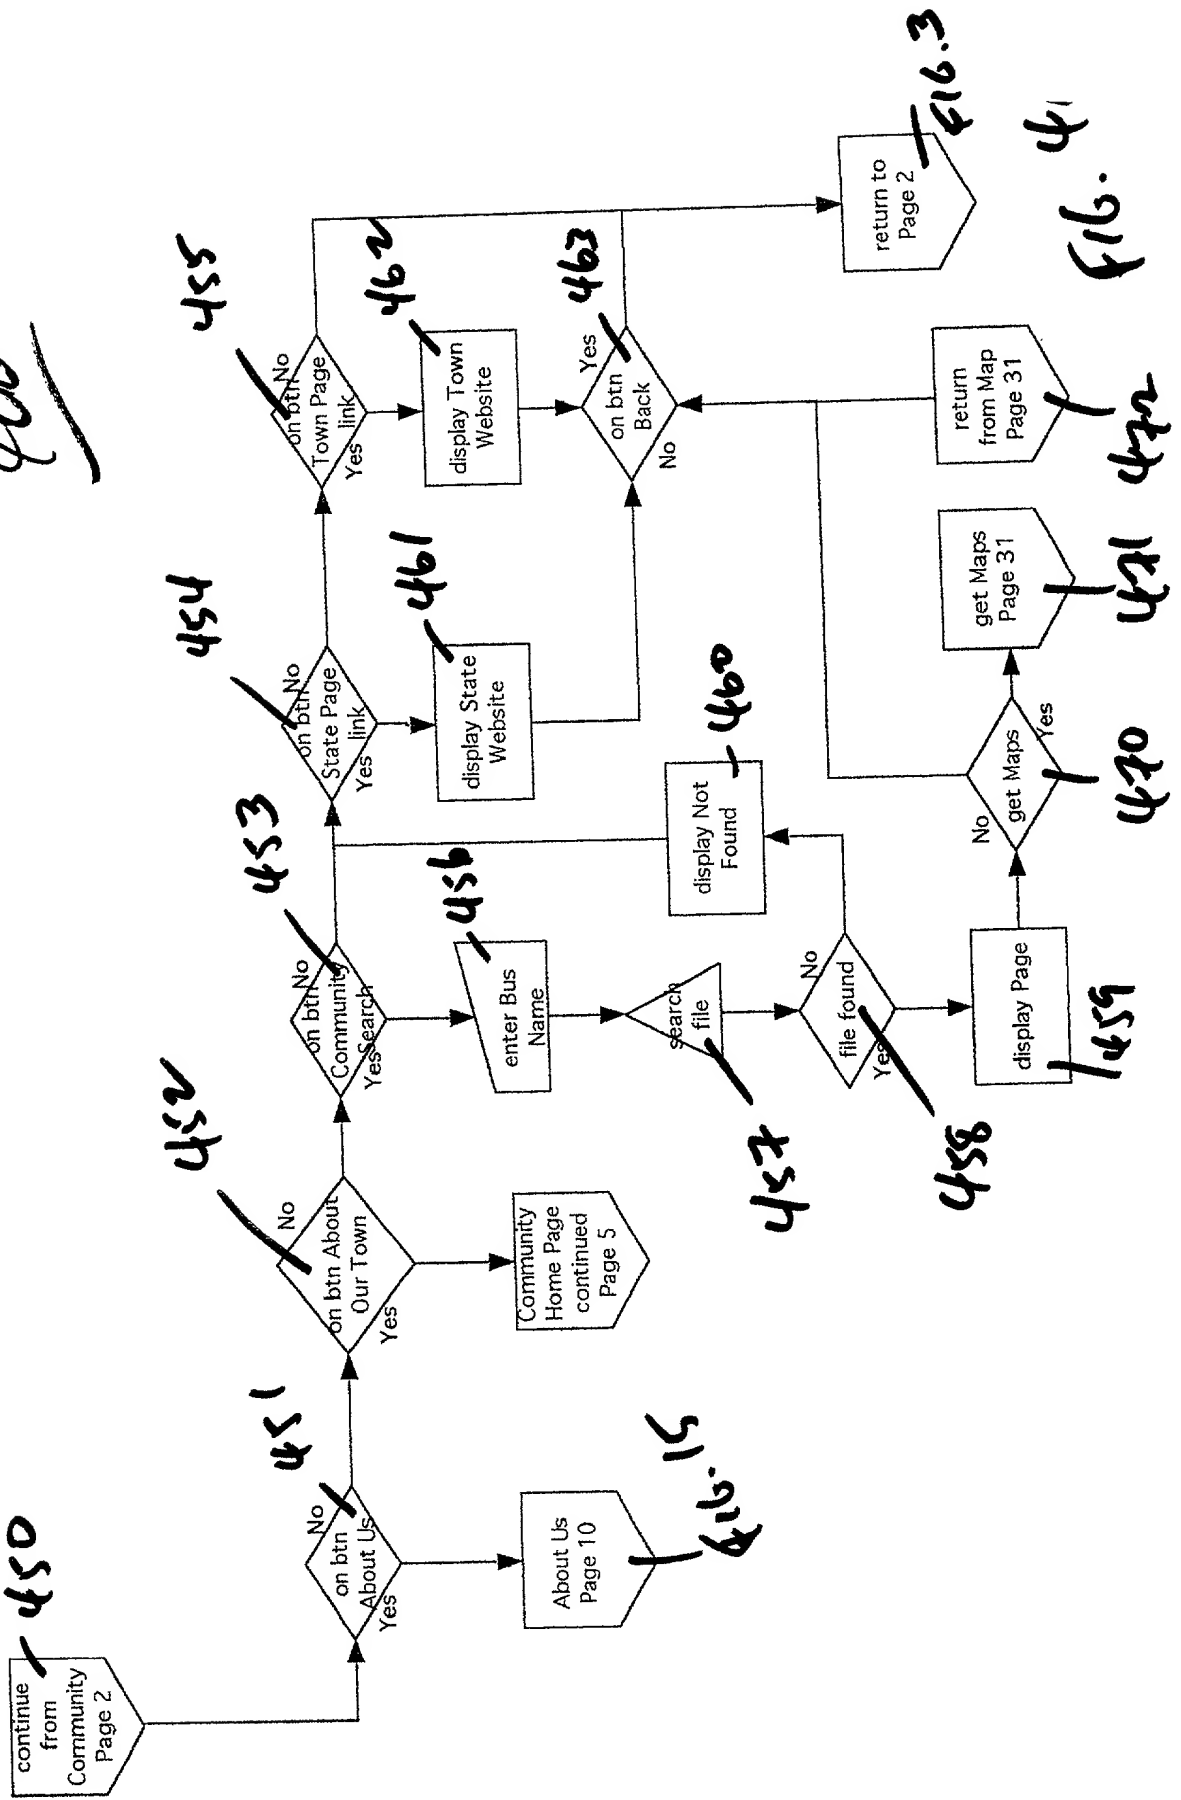 400
450
continue
from
Community
Page 2
451
No
on btn
About Us
Yes
About Us
Page 10
FIG. 15
452
No
on btn About
Our Town
Yes
Community
Home Page
continued
Page 5
453
No
on btn
Community
Search
Yes
456
enter Bus
Name
search
file
457
No
file found
Yes
458
display Page
459
display Not
Found
460
454
No
on btn
State Page
link
Yes
display State
Website
461
455
No
on btn
Town Page
link
Yes
display Town
Website
462
Yes
on btn
Back
No
463
No
get Maps
Yes
470
get Maps
Page 31
471
return
from Map
Page 31
472
return to
Page 2
FIG. 3
FIG. 4